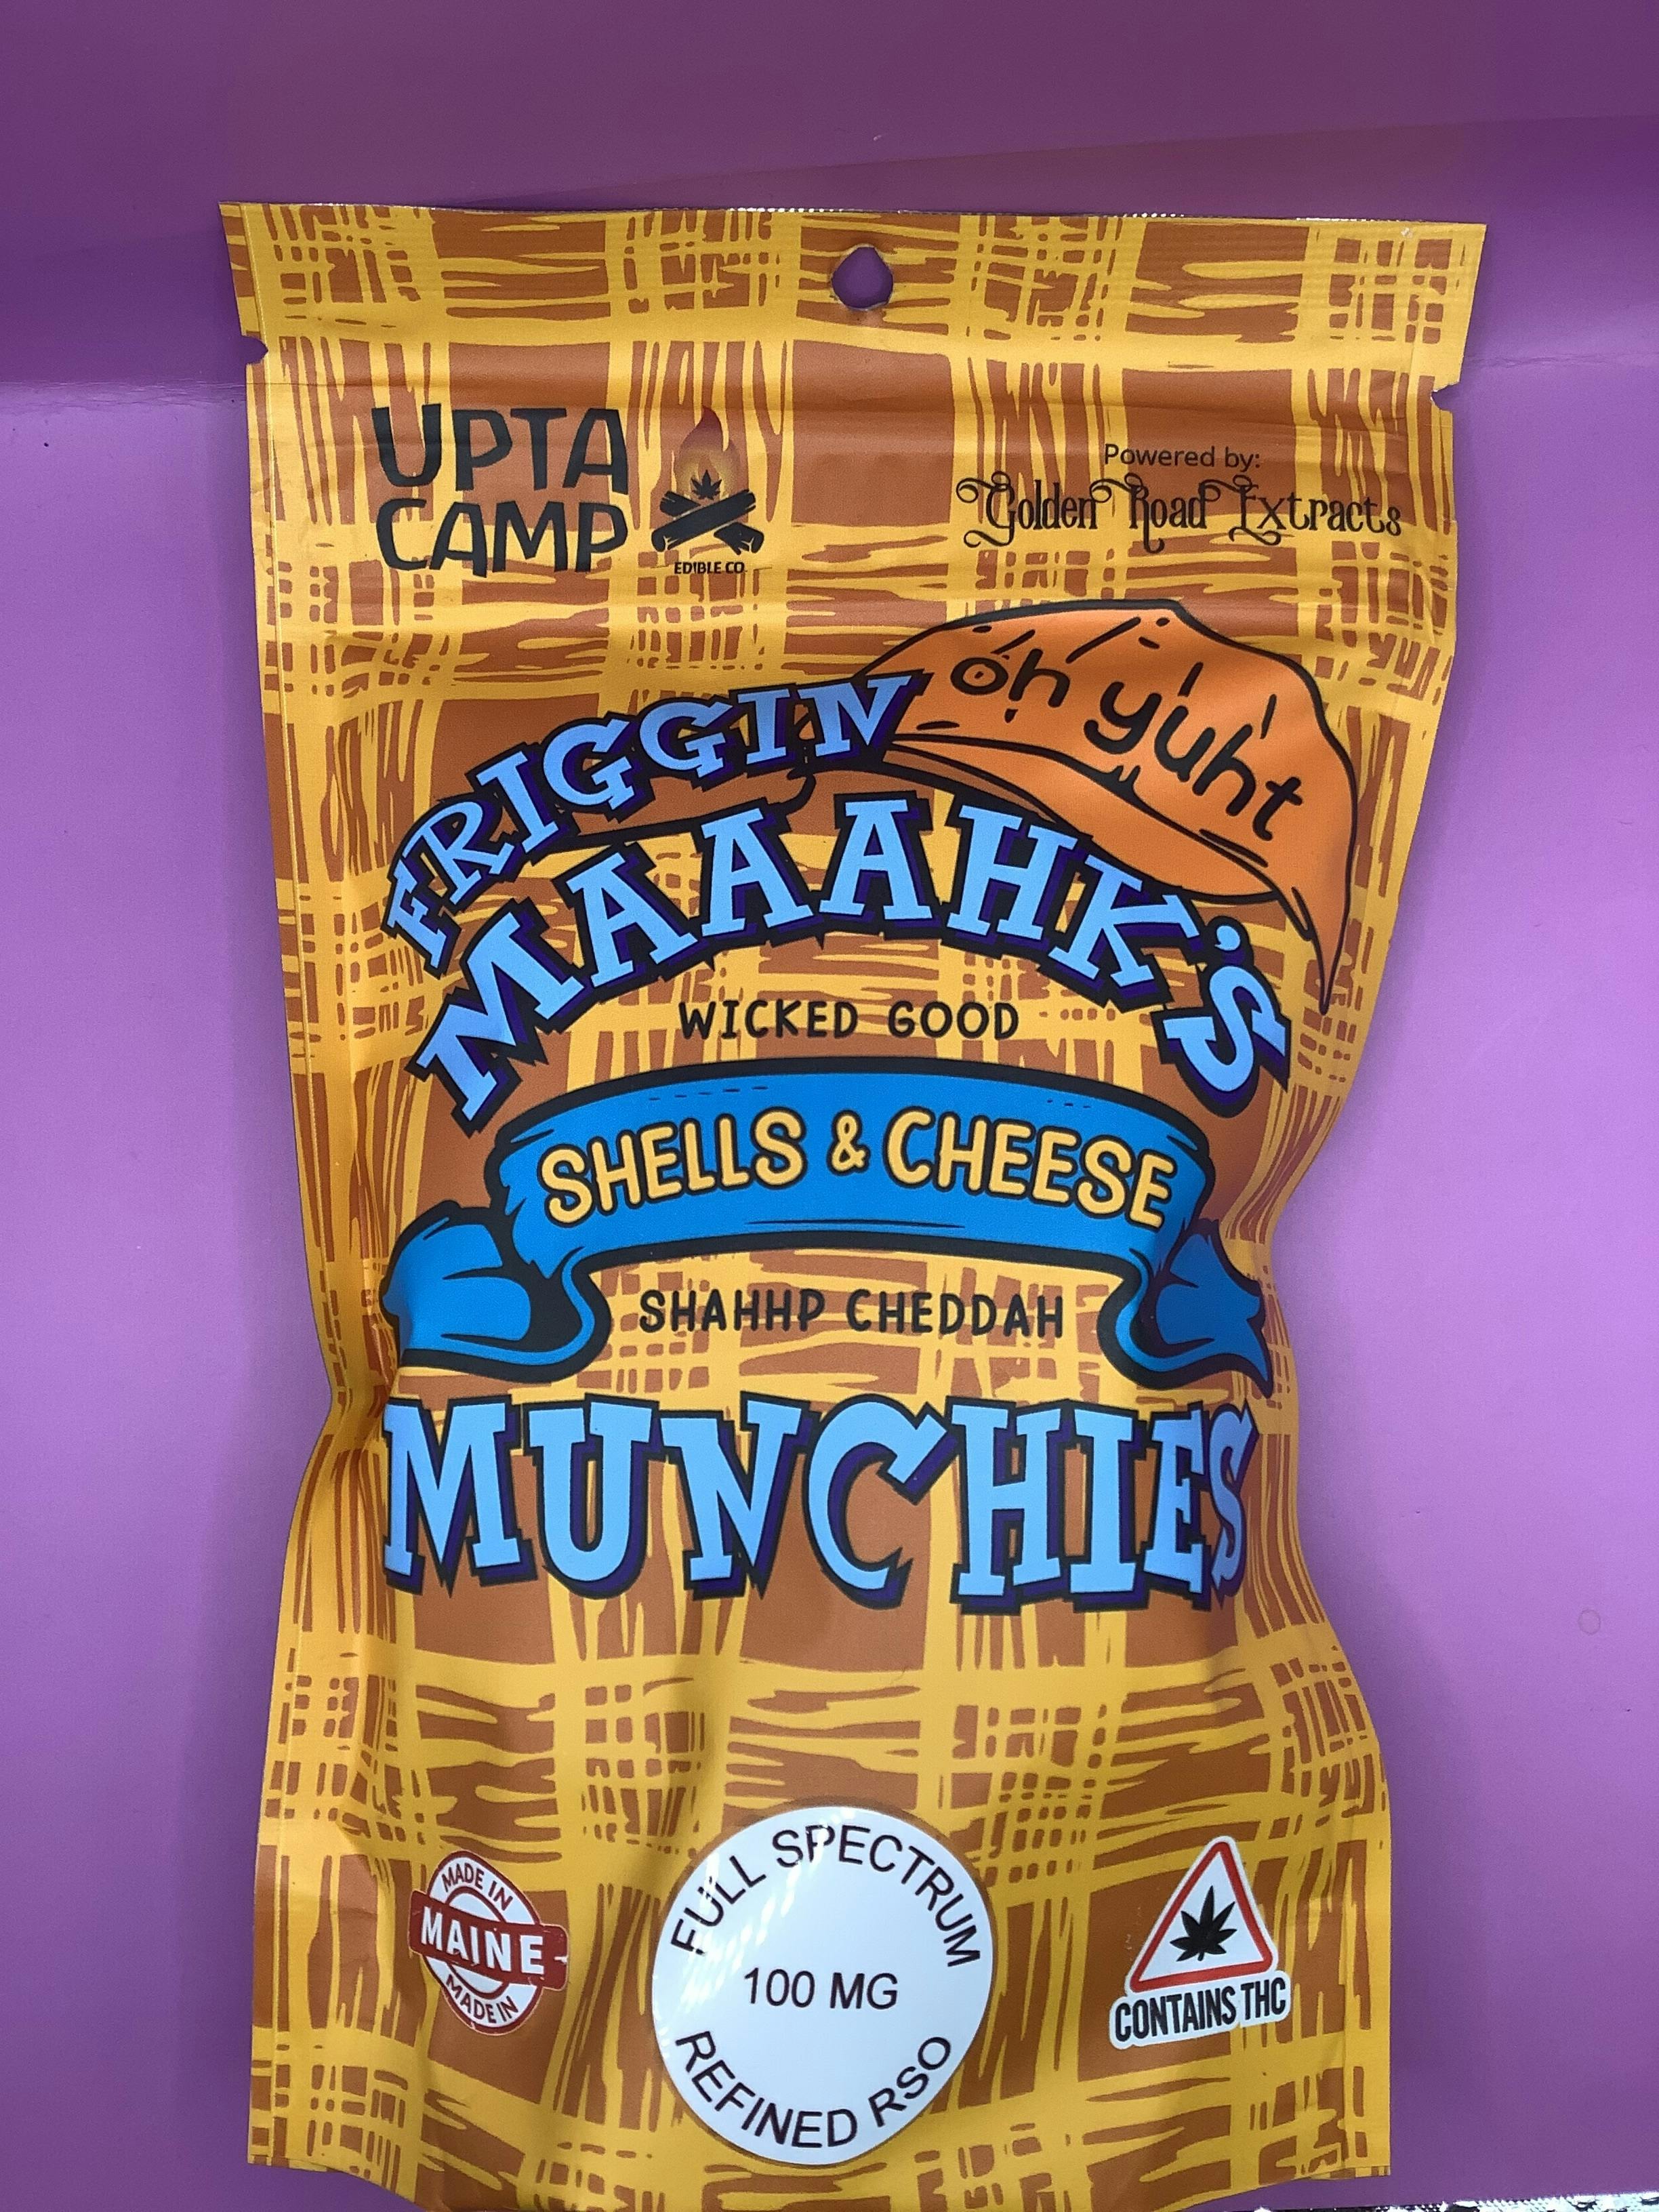 UPTA
CAMP
EDIBLE CO.
Powered by:
Golden Road Extracts
oh yuht
FRIGGIN
MAAAHK'S
WICKED GOOD
SHELLS & CHEESE
SHAHHP CHEDDAH
MUNCHIES
MADE IN
MAINE
MADE IN
FULL SPECTRUM
100 MG
REFINED RSO
CONTAINS THC